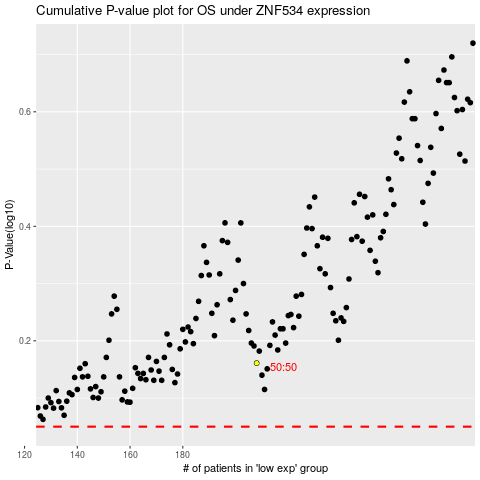 Cumulative P-value plot for OS under ZNF534 expression
P-Value(log10)
0.6
0.4
0.2
50:50
120 140 160 180
# of patients in 'low exp' group